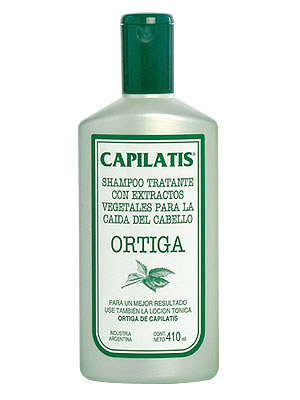 CAPILATIS®
SHAMPOO TRATANTE
CON EXTRACTOS
VEGETALES PARA LA
CAIDA DEL CABELLO
ORTIGA
PARA UN MEJOR RESULTADO
USE TAMBIEN LA LOCION TONICA
ORTIGA DE CAPILATIS
INDUSTRIA
ARGENTINA
CONT.
NETO 410 ml.